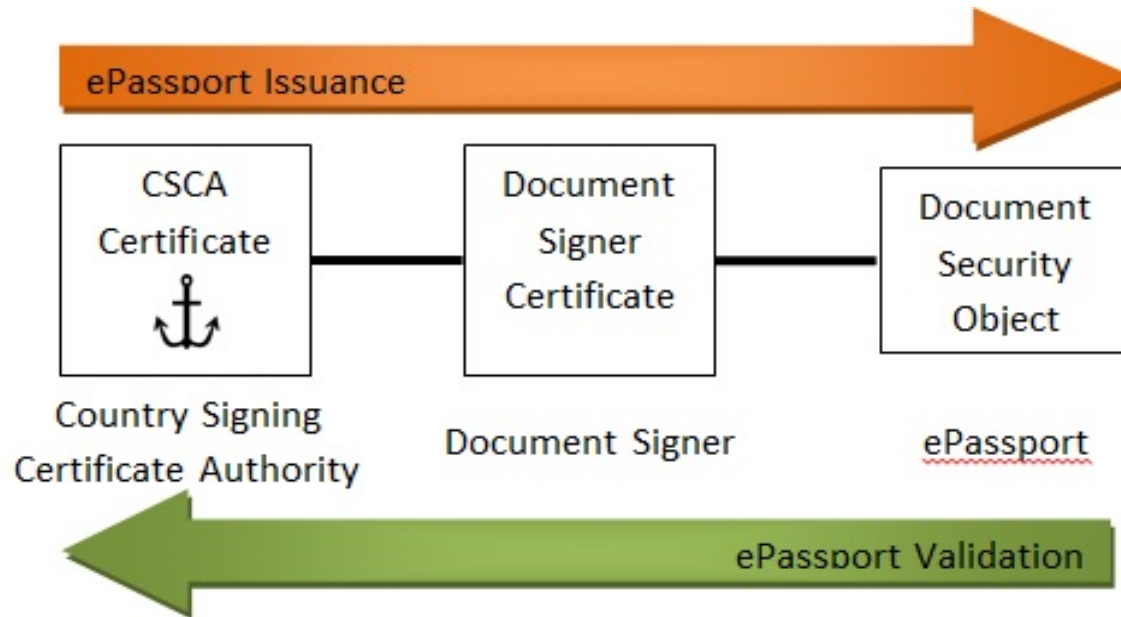 ePassport Issuance
CSCA
Certificate
Document
Signer
Certificate
Document
Security
Object
Country Signing
Certificate Authority
Document Signer
ePassport
ePassport Validation